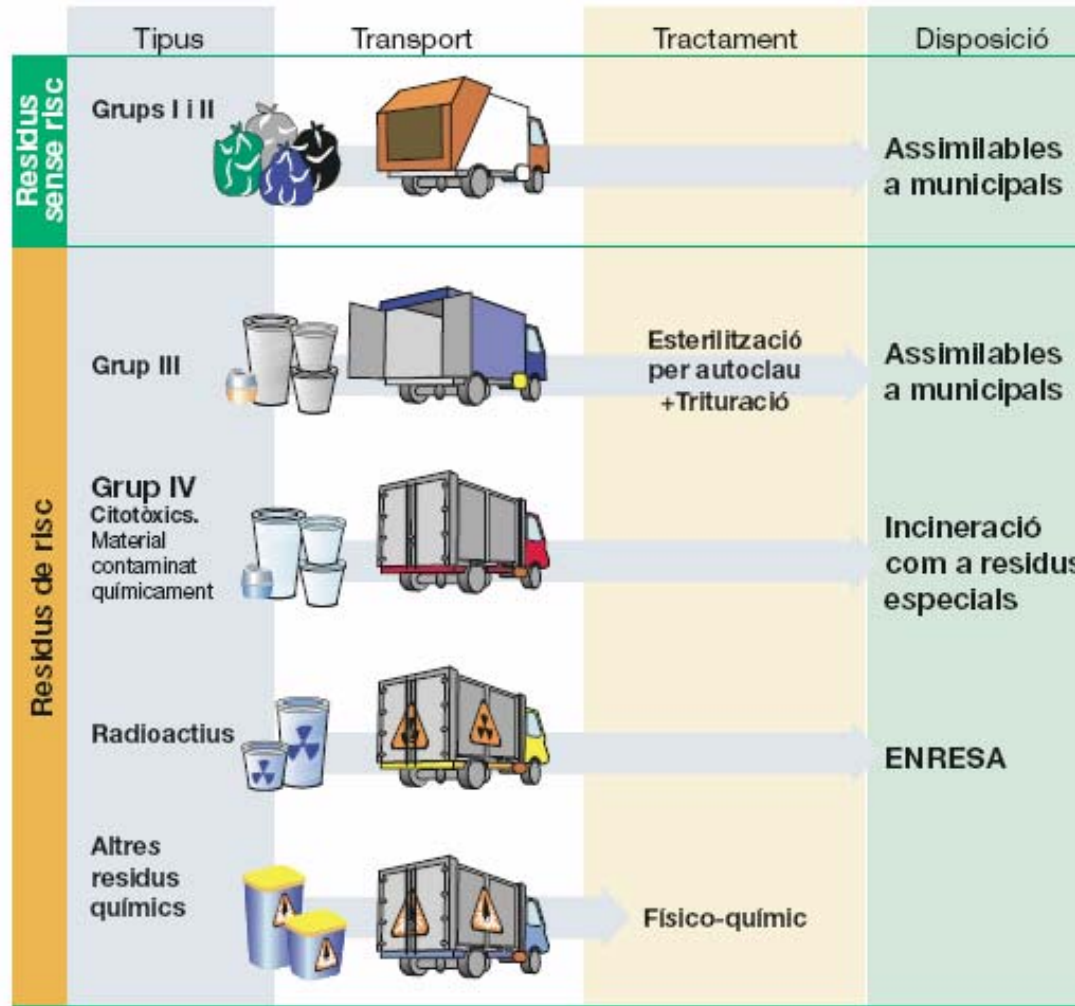 Tipus
Transport
Tractament
Disposició
Residus
sense risc
Grups I i II
Assimilables
a municipals
Residus de risc
Grup III
Esterilització
per autoclau
+Trituració
Assimilables
a municipals
Grup IV
Citotòxics.
Material
contaminat
químicament
Incineració
com a residus
especials
Radioactius
ENRESA
Altres
residus
químics
Físico-químic